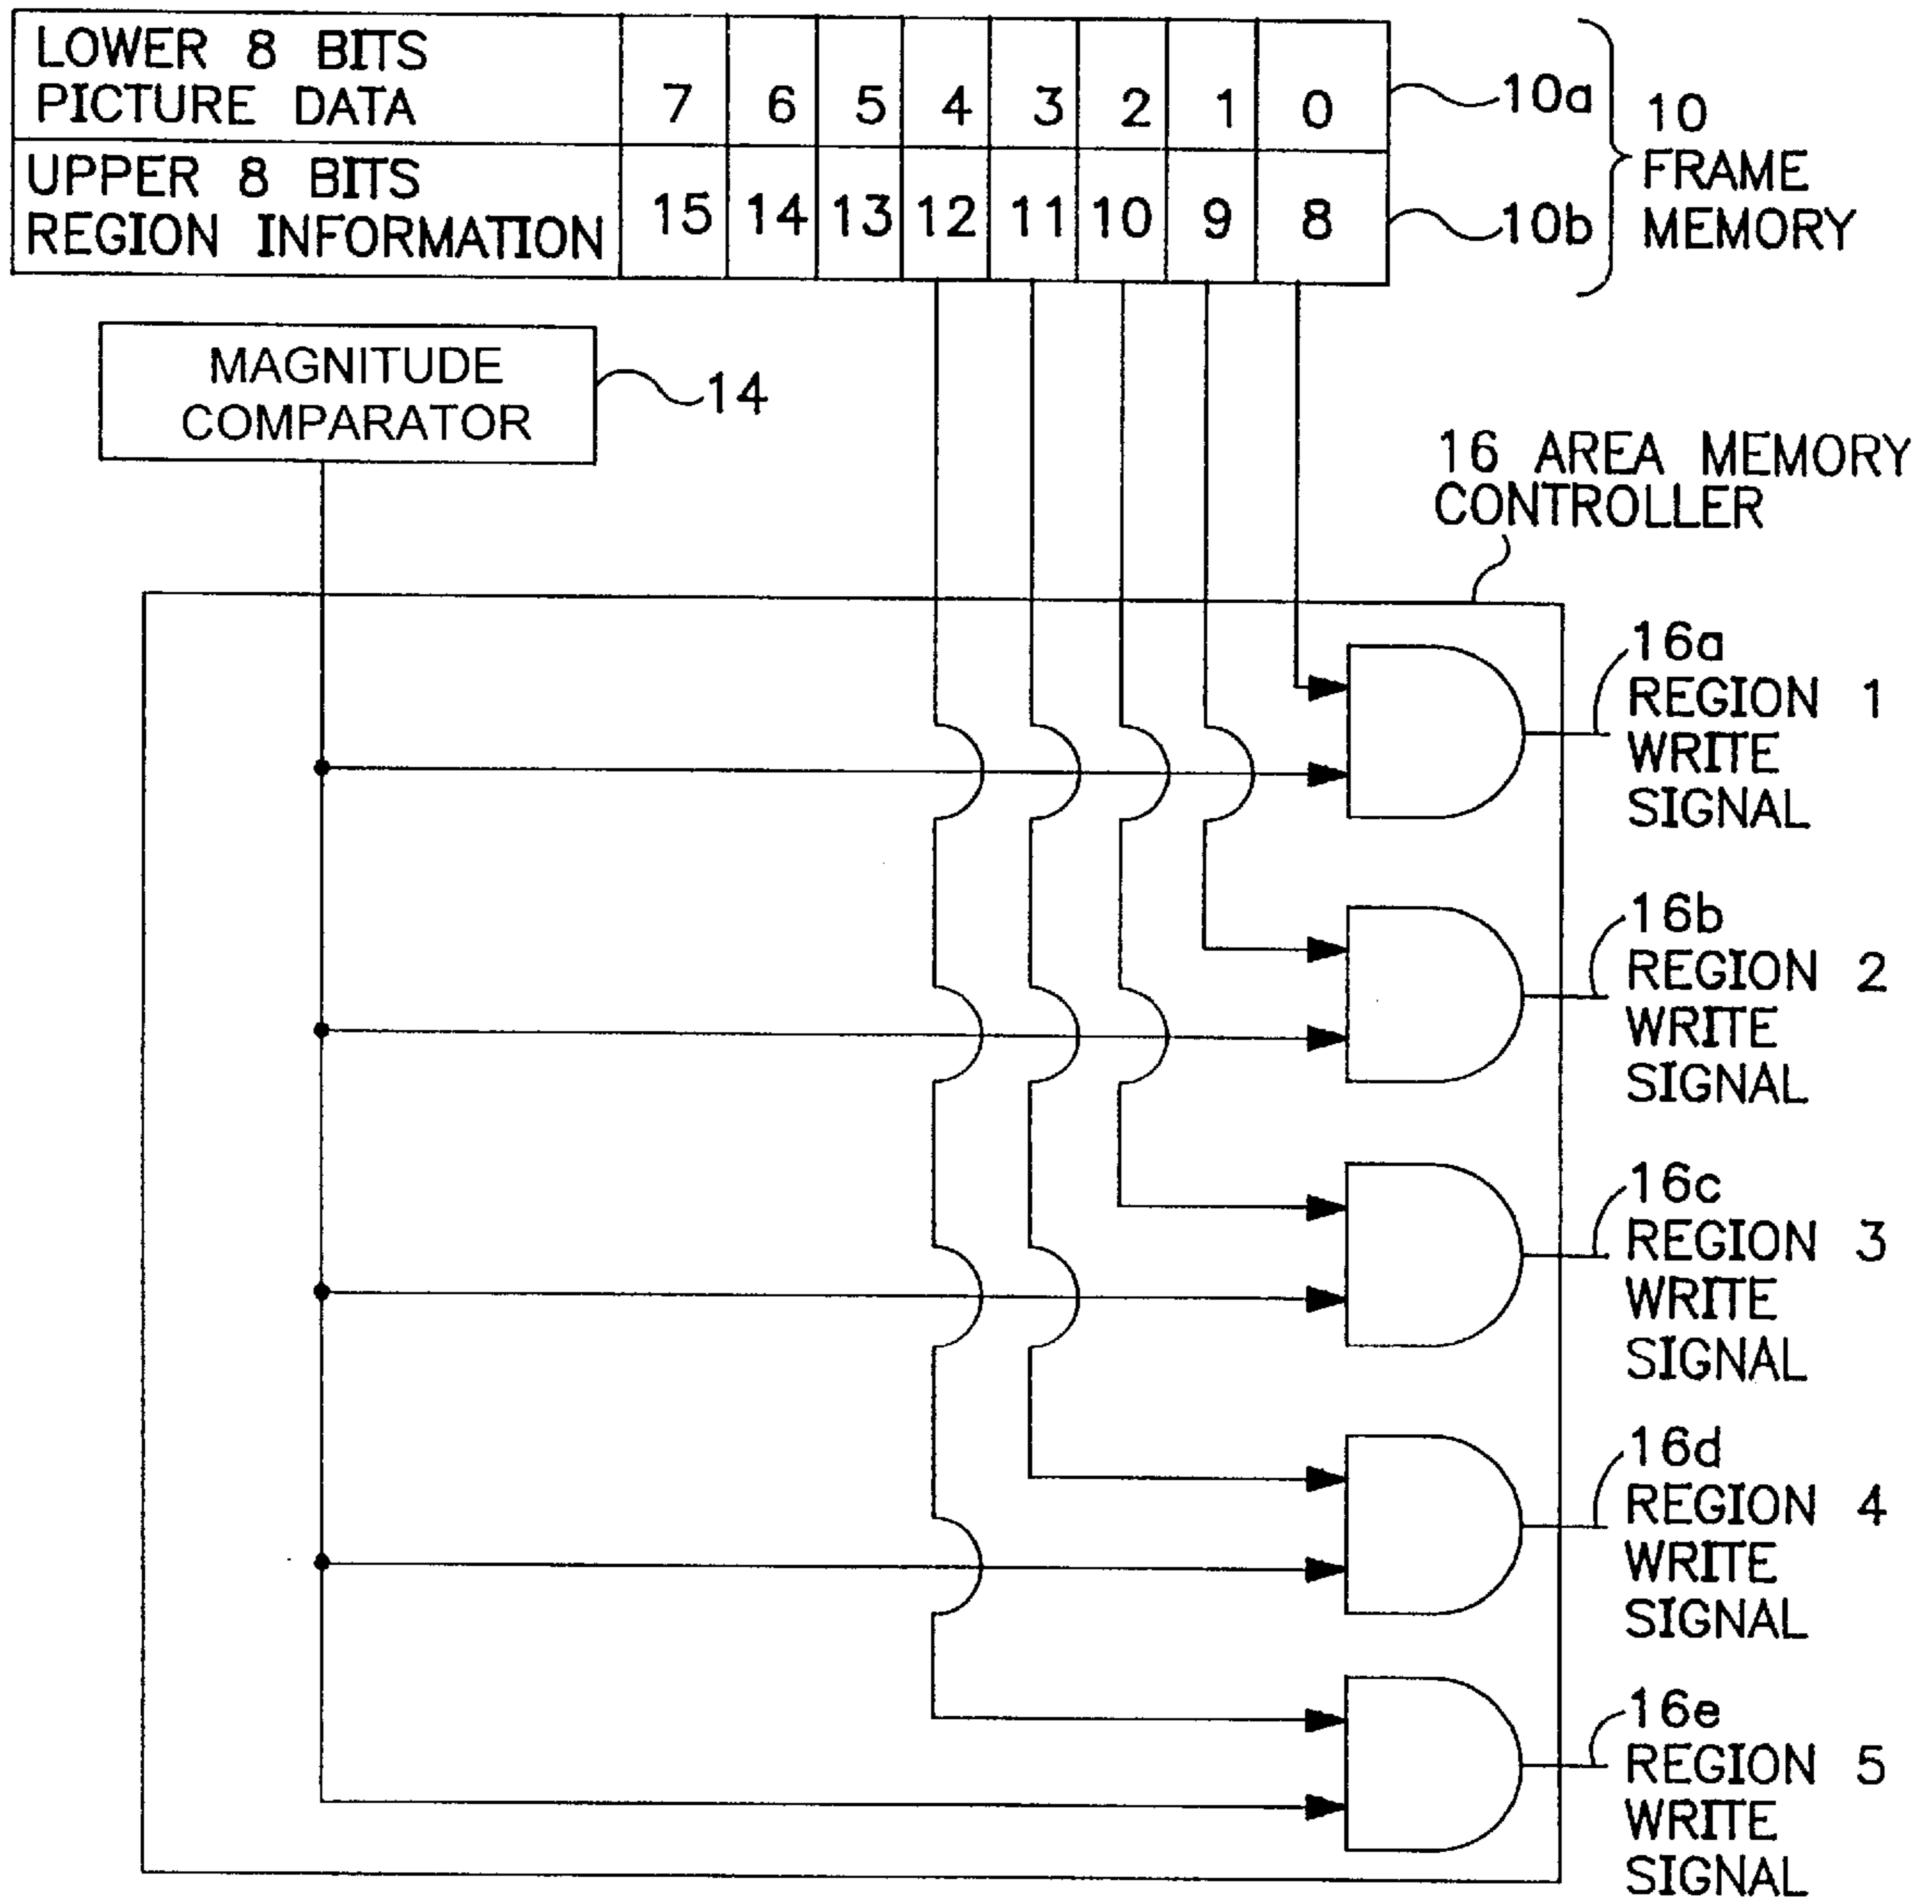 LOWER 8 BITS
PICTURE DATA
7 6 5 4 3 2 1 0
10a
UPPER 8 BITS
REGION INFORMATION
15 14 13 12 11 10 9 8
10b
10
FRAME
MEMORY
MAGNITUDE
COMPARATOR
14
16 AREA MEMORY
CONTROLLER
16a
REGION 1
WRITE
SIGNAL
16b
REGION 2
WRITE
SIGNAL
16c
REGION 3
WRITE
SIGNAL
16d
REGION 4
WRITE
SIGNAL
16e
REGION 5
WRITE
SIGNAL